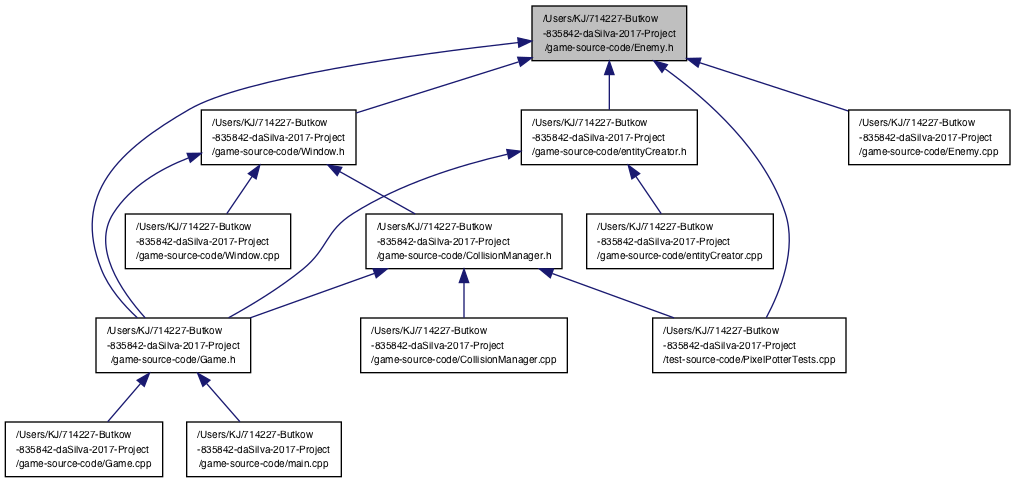 /Users/KJ/714227-Butkow
-835842-daSilva-2017-Project
/game-source-code/Enemy.h
/Users/KJ/714227-Butkow
-835842-daSilva-2017-Project
/game-source-code/Window.h
/Users/KJ/714227-Butkow
-835842-daSilva-2017-Project
/game-source-code/entityCreator.h
/Users/KJ/714227-Butkow
-835842-daSilva-2017-Project
/game-source-code/Enemy.cpp
/Users/KJ/714227-Butkow
-835842-daSilva-2017-Project
/game-source-code/Window.cpp
/Users/KJ/714227-Butkow
-835842-daSilva-2017-Project
/game-source-code/CollisionManager.h
/Users/KJ/714227-Butkow
-835842-daSilva-2017-Project
/game-source-code/entityCreator.cpp
/Users/KJ/714227-Butkow
-835842-daSilva-2017-Project
/game-source-code/Game.h
/Users/KJ/714227-Butkow
-835842-daSilva-2017-Project
/game-source-code/CollisionManager.cpp
/Users/KJ/714227-Butkow
-835842-daSilva-2017-Project
/test-source-code/PixelPotterTests.cpp
/Users/KJ/714227-Butkow
-835842-daSilva-2017-Project
/game-source-code/Game.cpp
/Users/KJ/714227-Butkow
-835842-daSilva-2017-Project
/game-source-code/main.cpp